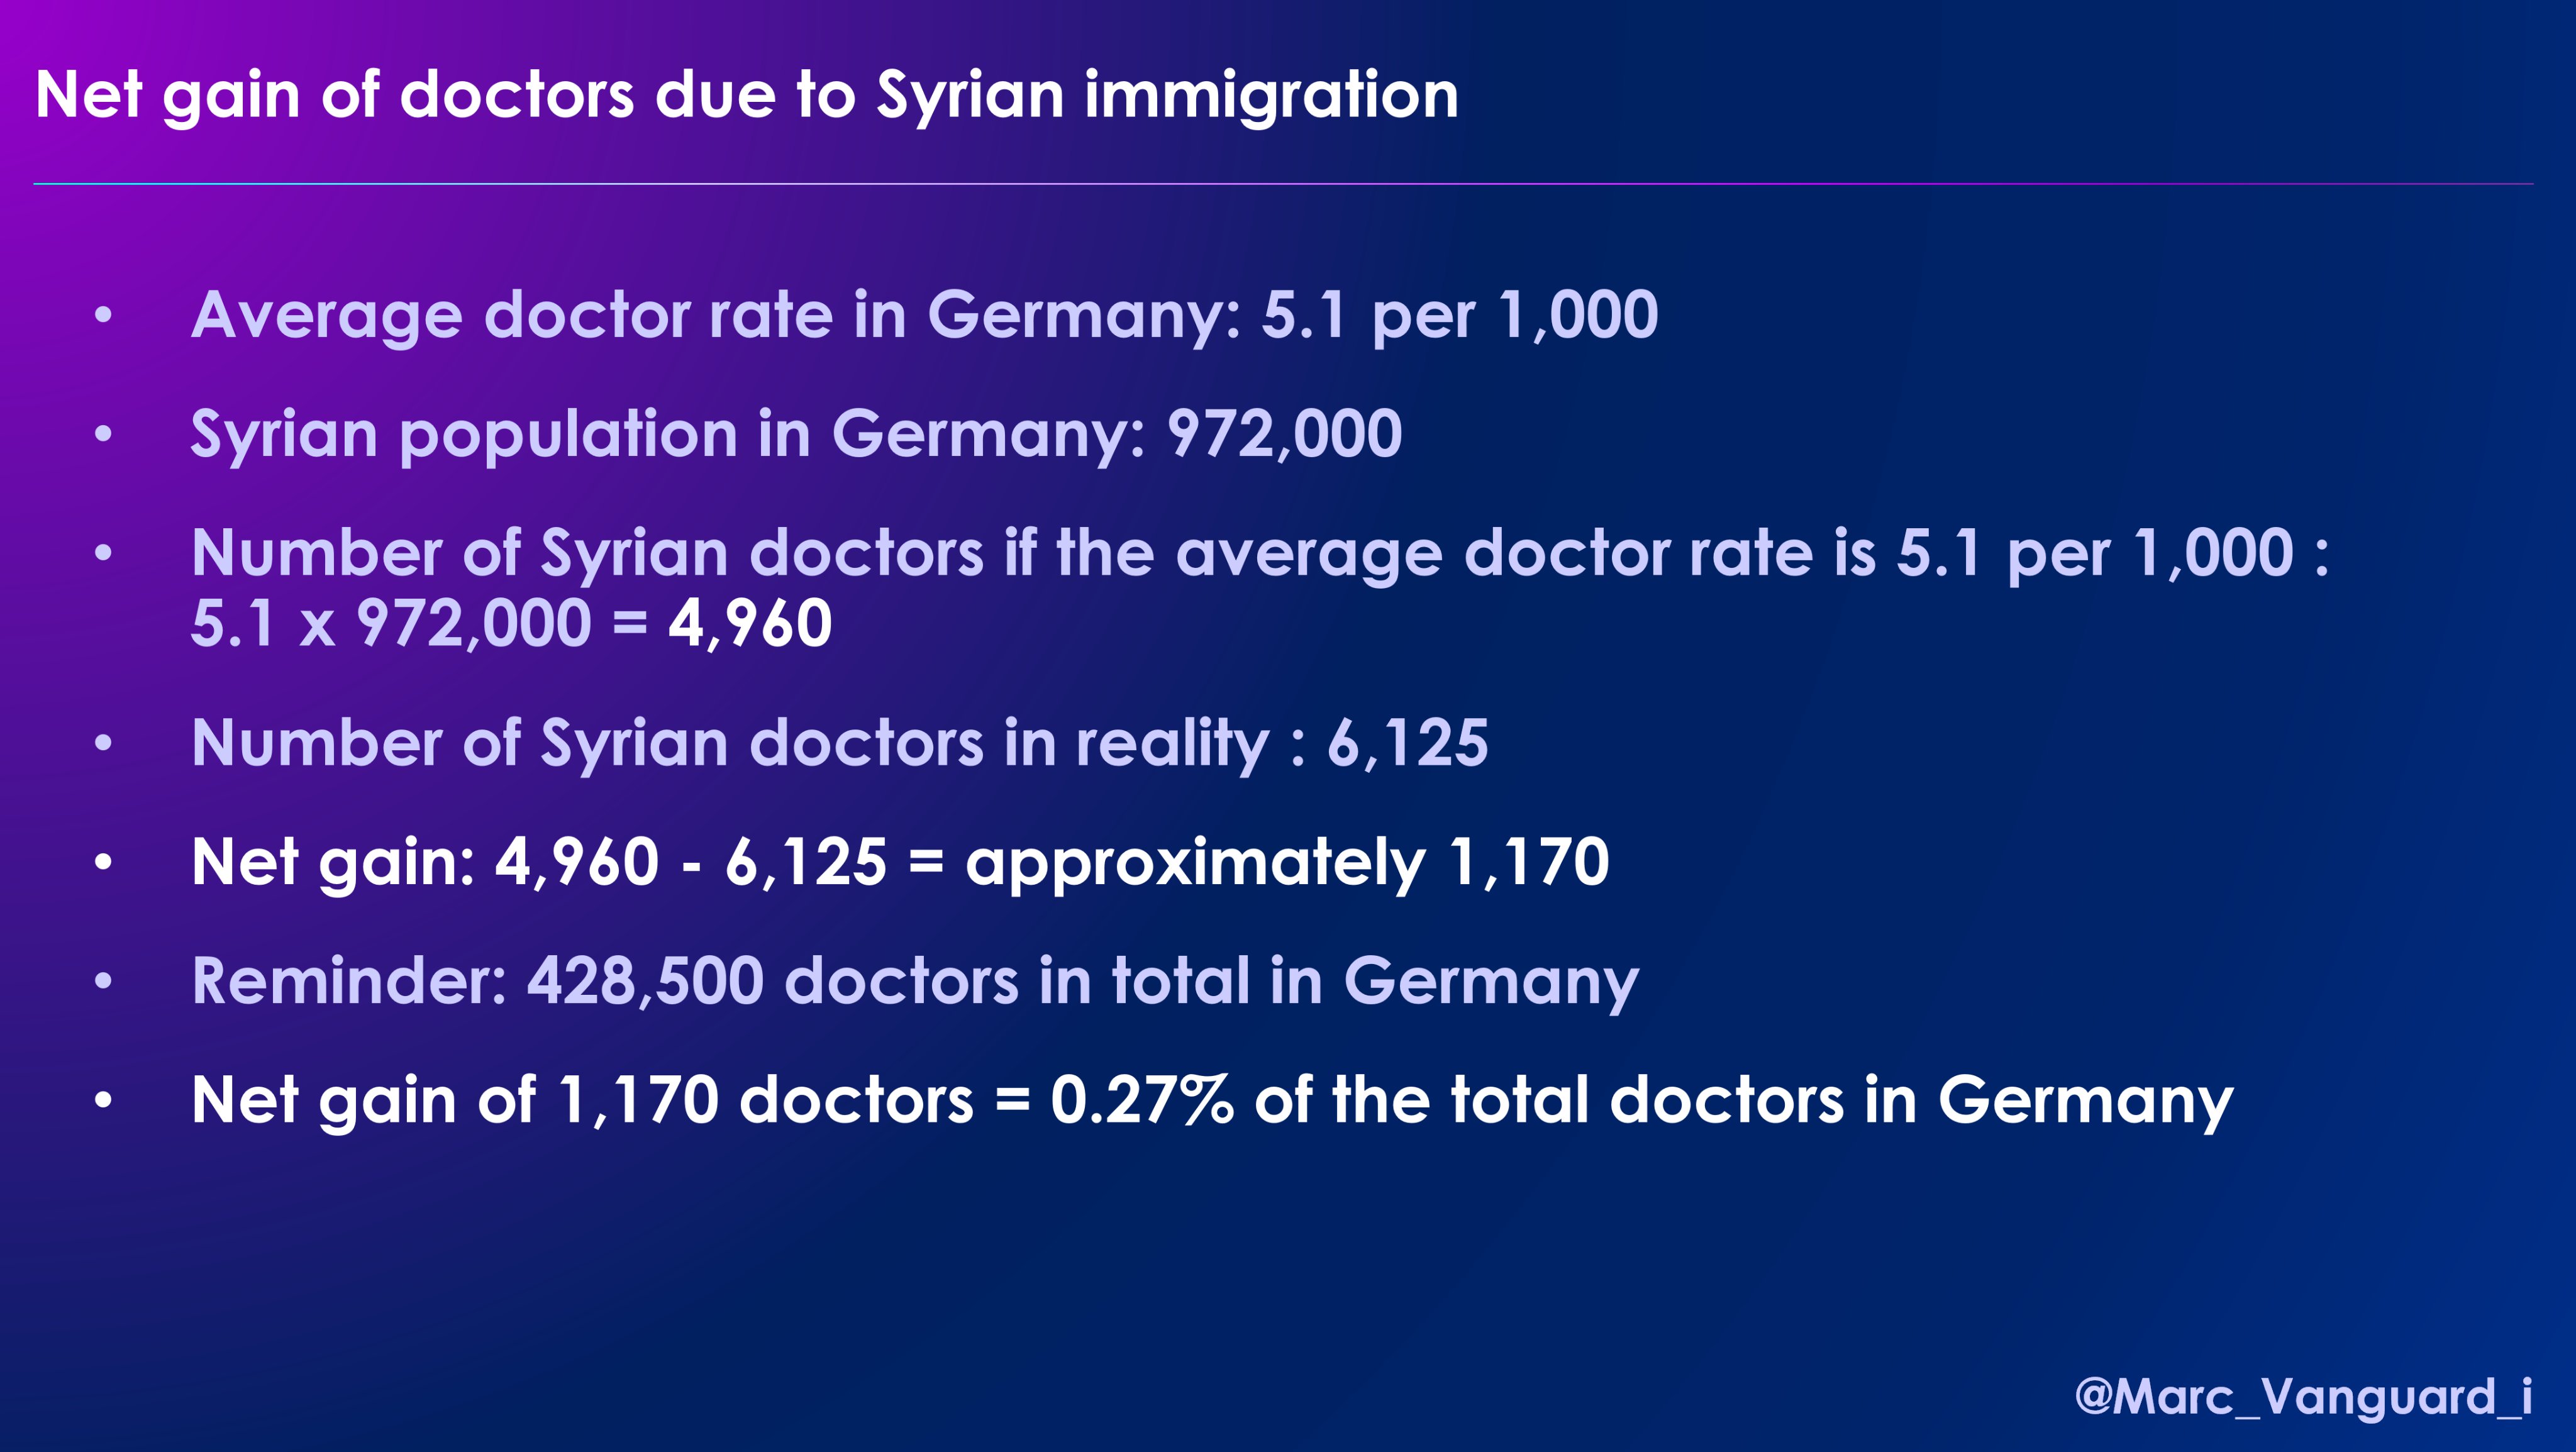 Net gain of doctors due to Syrian immigration
• Average doctor rate in Germany: 5.1 per 1,000
• Syrian population in Germany: 972,000
• Number of Syrian doctors if the average doctor rate is 5.1 per 1,000 :
5.1 x 972,000 = 4,960
• Number of Syrian doctors in reality : 6,125
• Net gain: 4,960 - 6,125 = approximately 1,170
• Reminder: 428,500 doctors in total in Germany
• Net gain of 1,170 doctors = 0.27% of the total doctors in Germany
@Marc_Vanguard_i